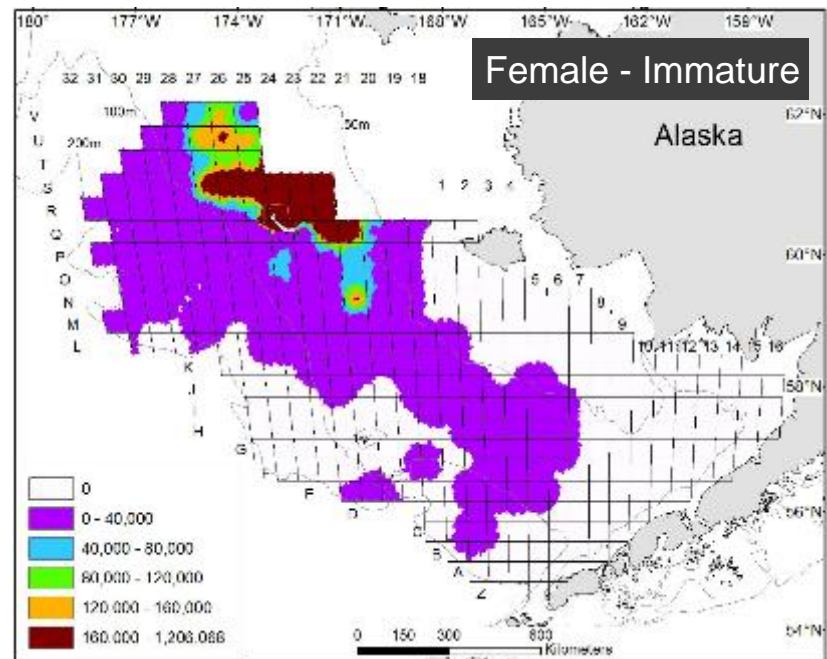 180° 177°W 174°W 171°W 168°W 165°W 162°W 159°W
Female - Immature
32 31 30 29 28 27 26 25 24 23 22 21 20 19 18
100m
50m
62°N
V
U
200m
Alaska
T
S
1 2 3 4
R
Q
60°N
P
O
5 6 7
N
8
M
9
L
10 11 12 13 14 15 16
K
58°N
J
H
G
F
E
D
56°N
C
B
A
Z
54°N
0
0 - 40,000
40,000 - 80,000
80,000 - 120,000
120,000 - 160,000
160,000 - 1,206,066
0 150 300 600
Kilometers